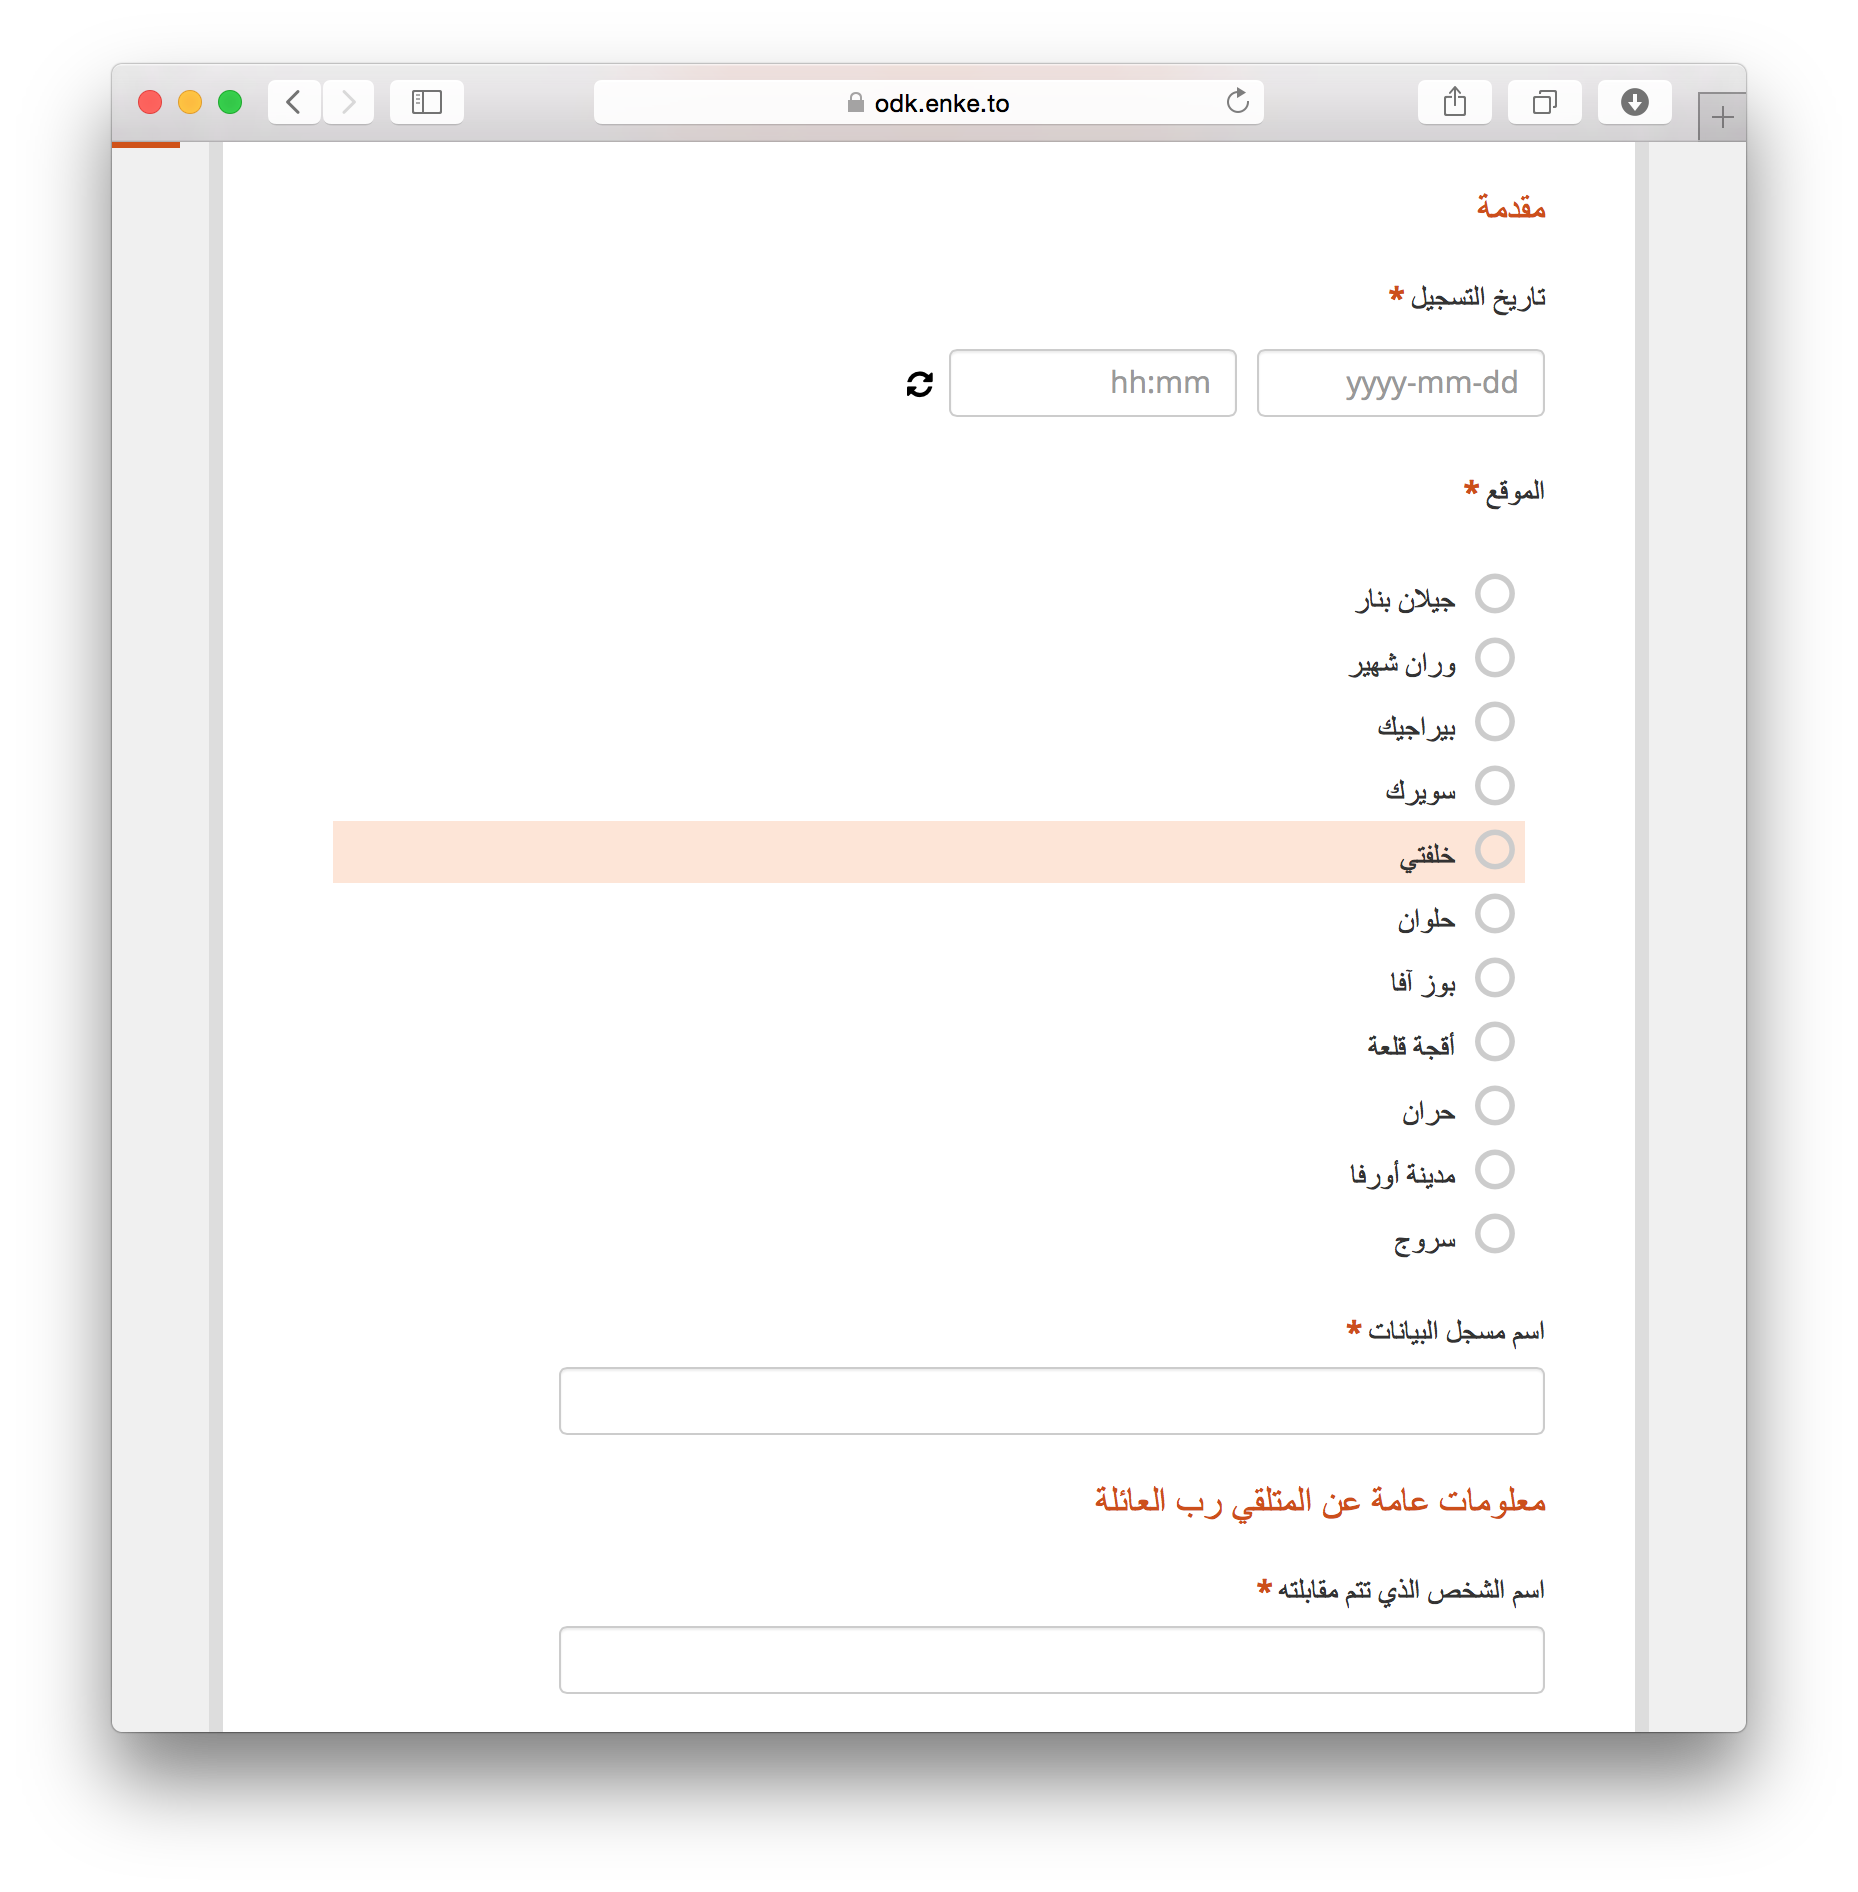 odk.enke.to
مقدمة
تاريخ التسجيل *
yyyy-mm-dd hh:mm
الموقع *
جيلان بنار
وران شهير
بيراجيك
سويرك
خلفتي
حلوان
بوز آفا
أقجة قلعة
حران
مدينة أورفا
سروج
اسم مسجل البيانات *
معلومات عامة عن المتلقي رب العائلة
اسم الشخص الذي تتم مقابلته *